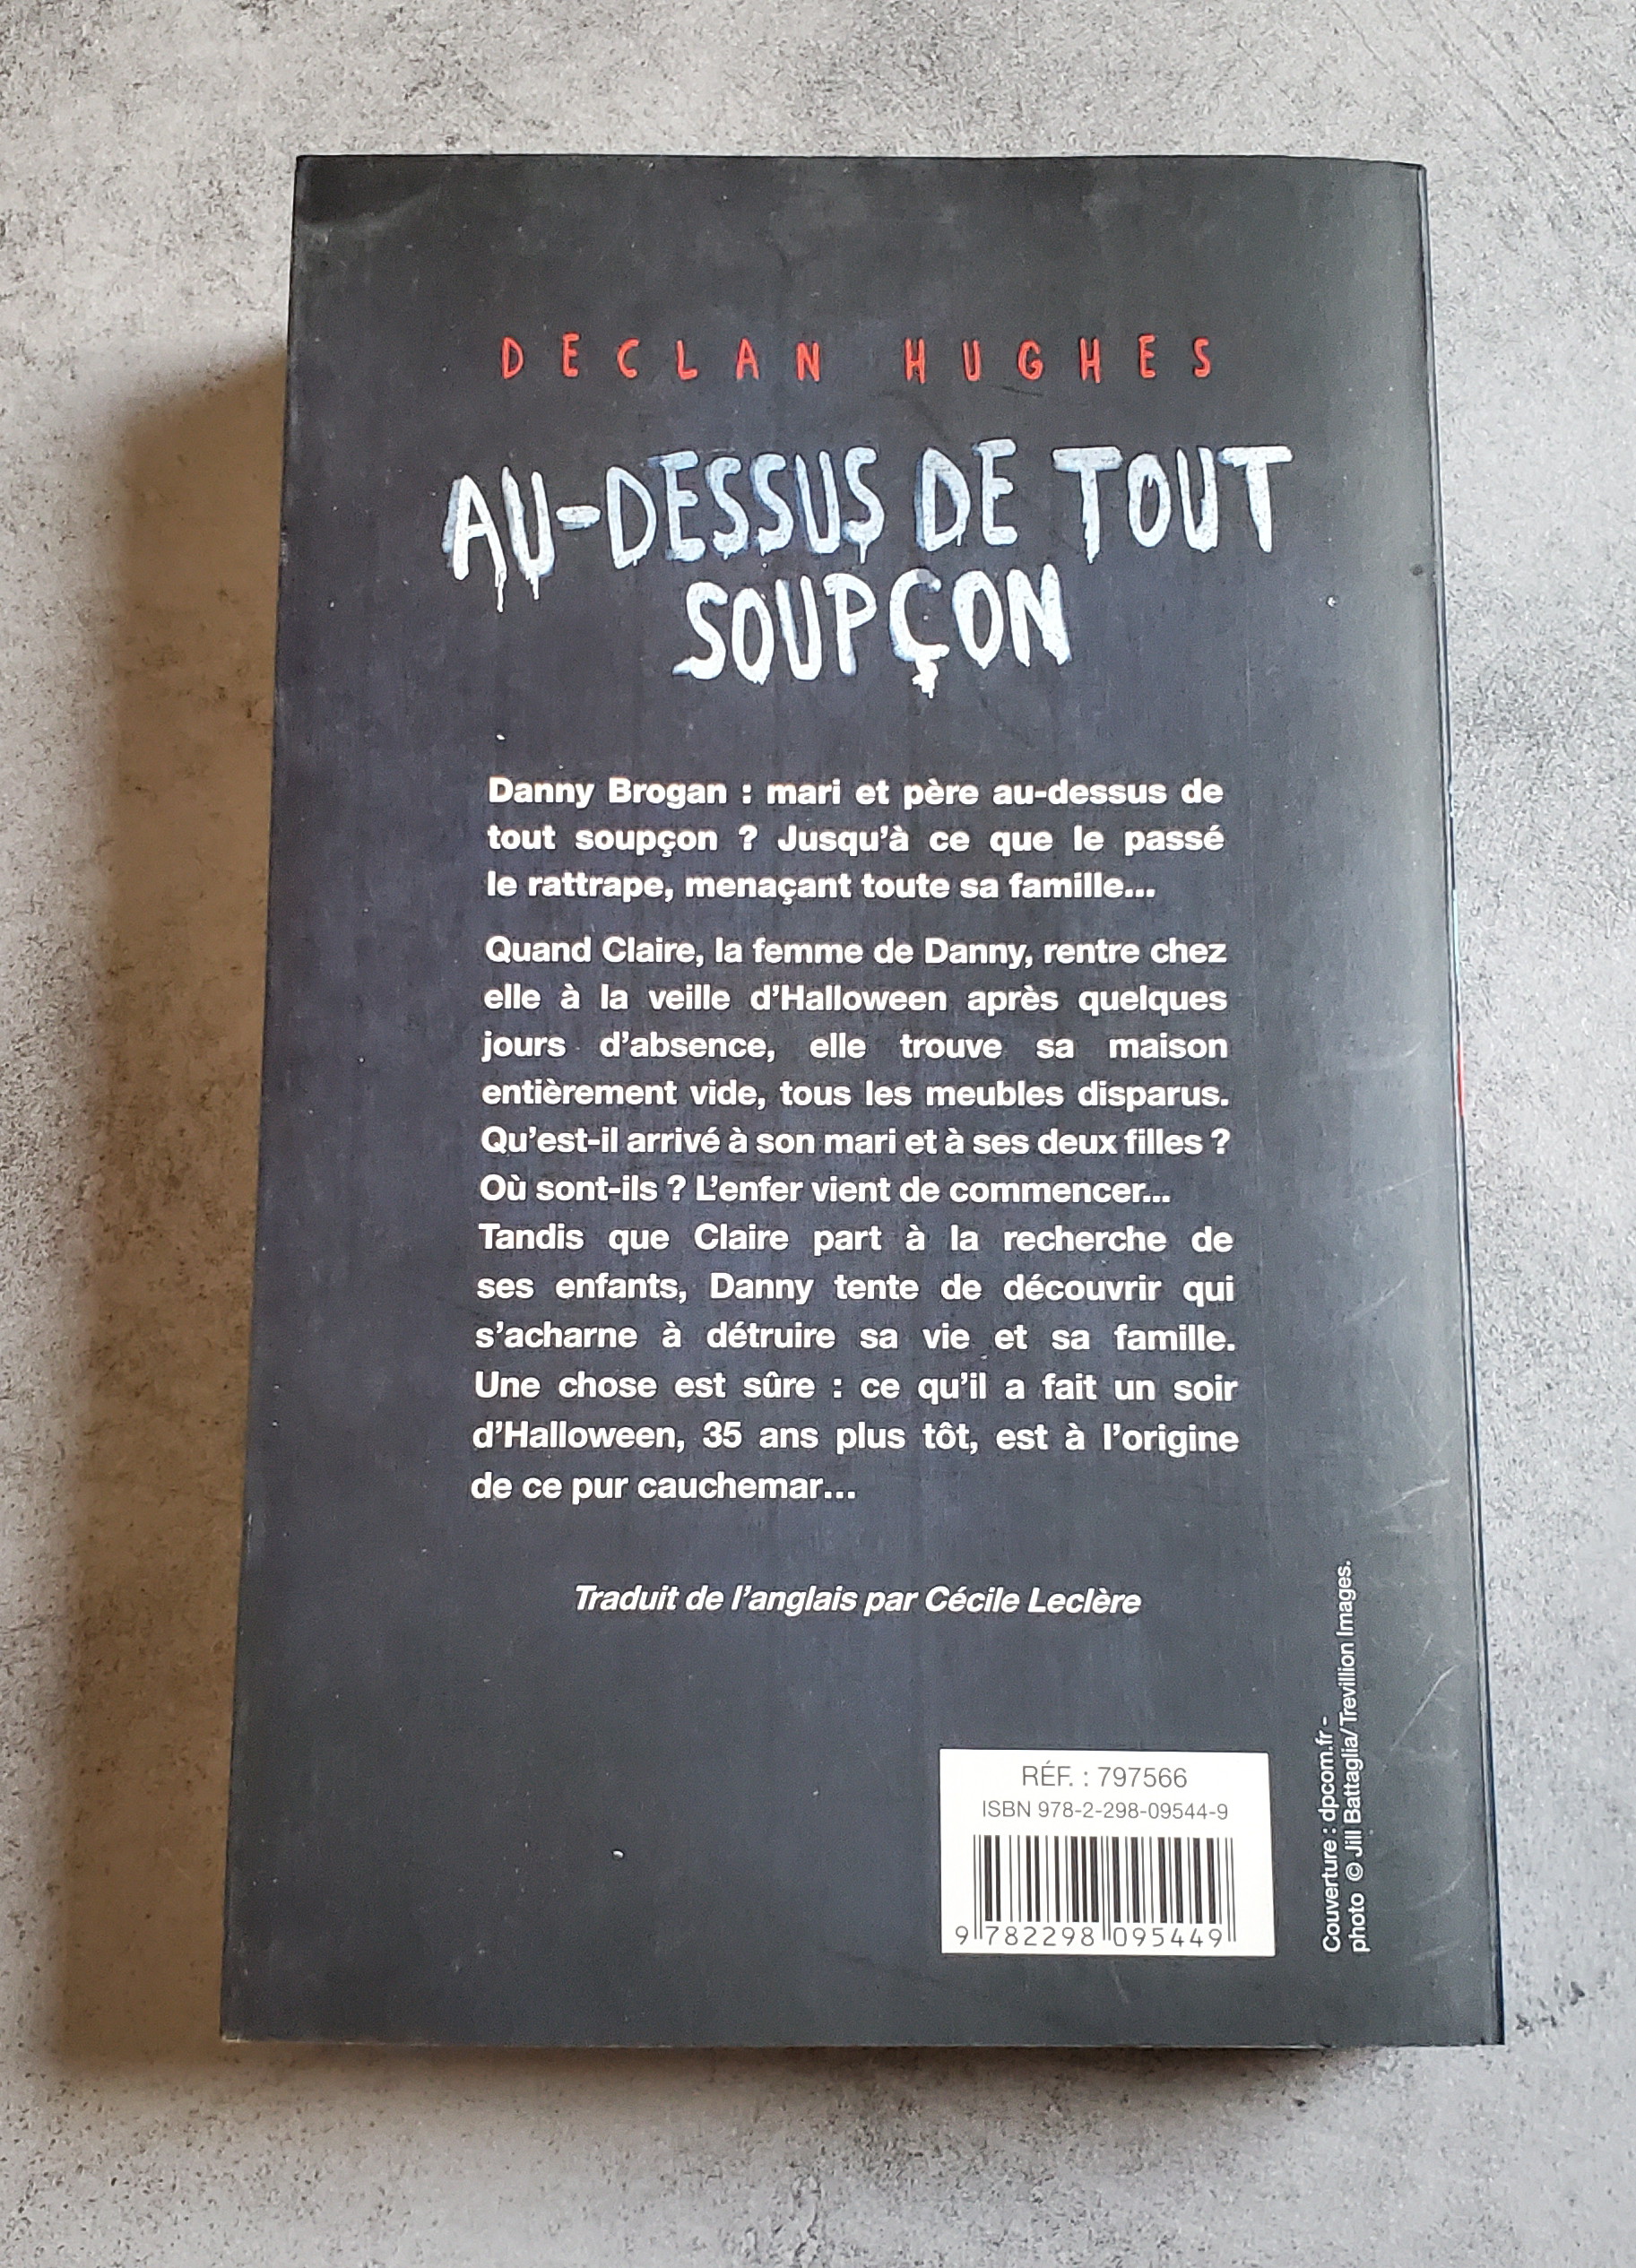 DECLAN HUGHES
AU-DESSUS DE TOUT
SOUPÇON
Danny Brogan : mari et père au-dessus de
tout soupçon ? Jusqu’à ce que le passé
le rattrape, menaçant toute sa famille...
Quand Claire, la femme de Danny, rentre chez
elle à la veille d’Halloween après quelques
jours d’absence, elle trouve sa maison
entièrement vide, tous les meubles disparus.
Qu’est-il arrivé à son mari et à ses deux filles ?
Où sont-ils ? L’enfer vient de commencer...
Tandis que Claire part à la recherche de
ses enfants, Danny tente de découvrir qui
s’acharne à détruire sa vie et sa famille.
Une chose est sûre : ce qu’il a fait un soir
d’Halloween, 35 ans plus tôt, est à l’origine
de ce pur cauchemar...
Traduit de l’anglais par Cécile Leclère
RÉF. : 797566
ISBN 978-2-298-09544-9
9 782298 095449
Couverture : dpcom.fr -
photo © Jill Battaglia/Trevillion Images.